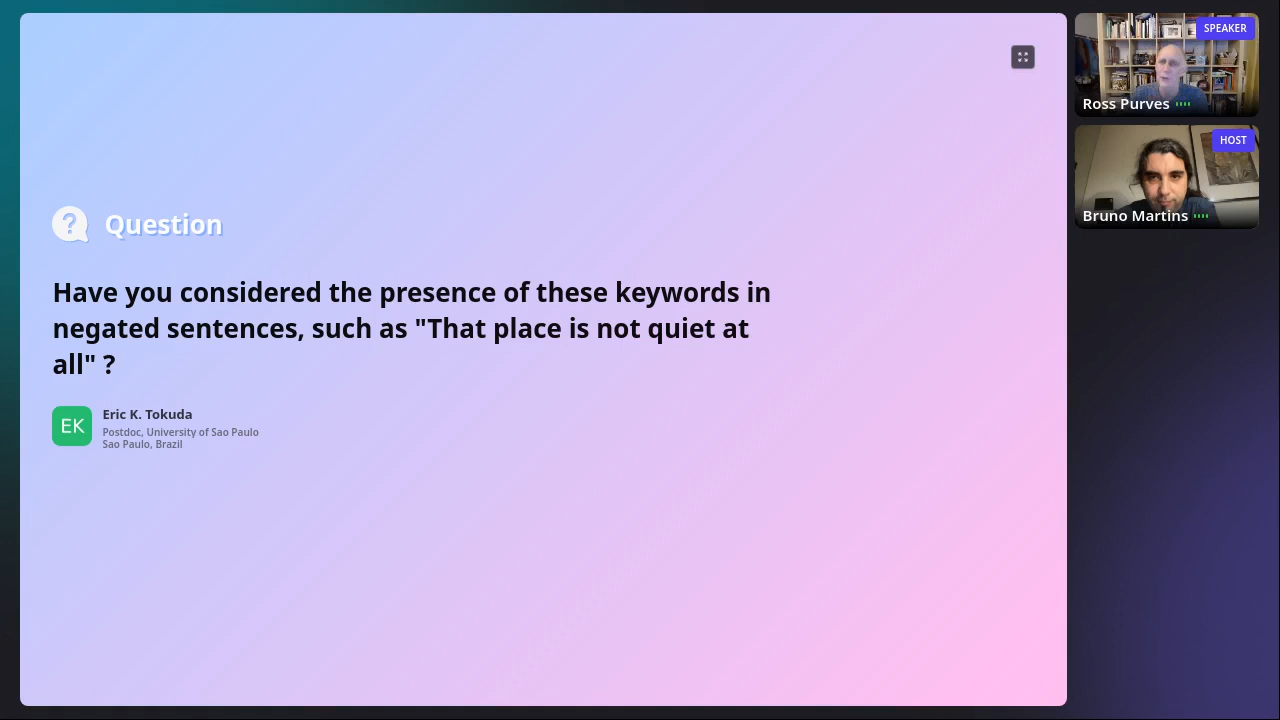 Question
Have you considered the presence of these keywords in
negated sentences, such as "That place is not quiet at
all" ?
EK
Eric K. Tokuda
Postdoc, University of Sao Paulo
Sao Paulo, Brazil
SPEAKER
Ross Purves
HOST
Bruno Martins